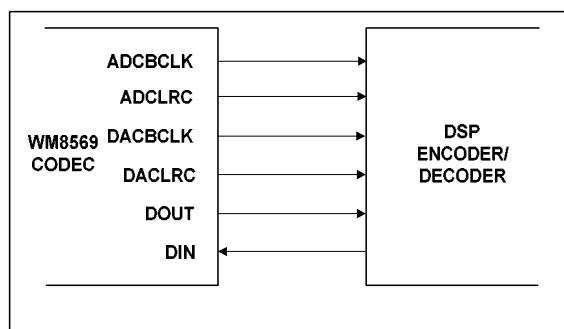 ADCBCLK
ADCLRC
WM8569
CODEC
DACBCLK
DACLRC
DOUT
DIN
DSP
ENCODER/
DECODER